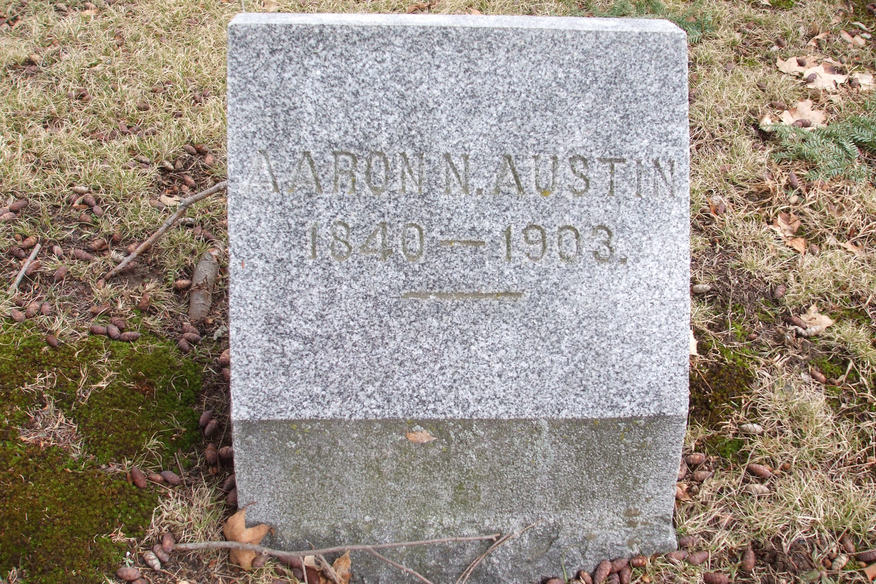 AARON N. AUSTIN
1840 – 1903.